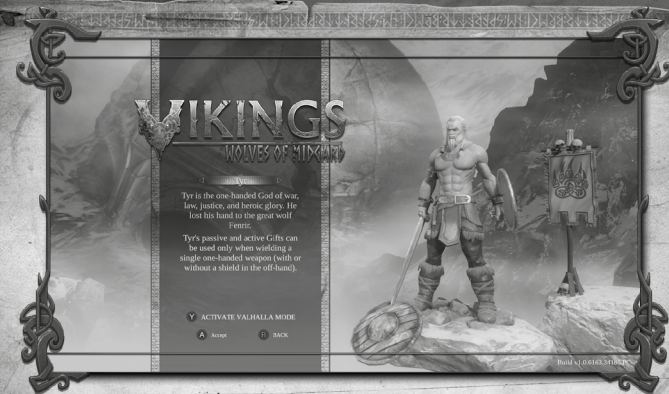 VIKINGS
WOLVES OF MIDGARD
Tyr
Tyr is the one-handed God of war,
law, justice, and heroic glory. He
lost his hand to the great wolf
Fenrir.
Tyr's passive and active Gifts can
be used only when wielding a
single one-handed weapon (with or
without a shield in the off-hand).
Y ACTIVATE VALHALLA MODE
A Accept
B BACK